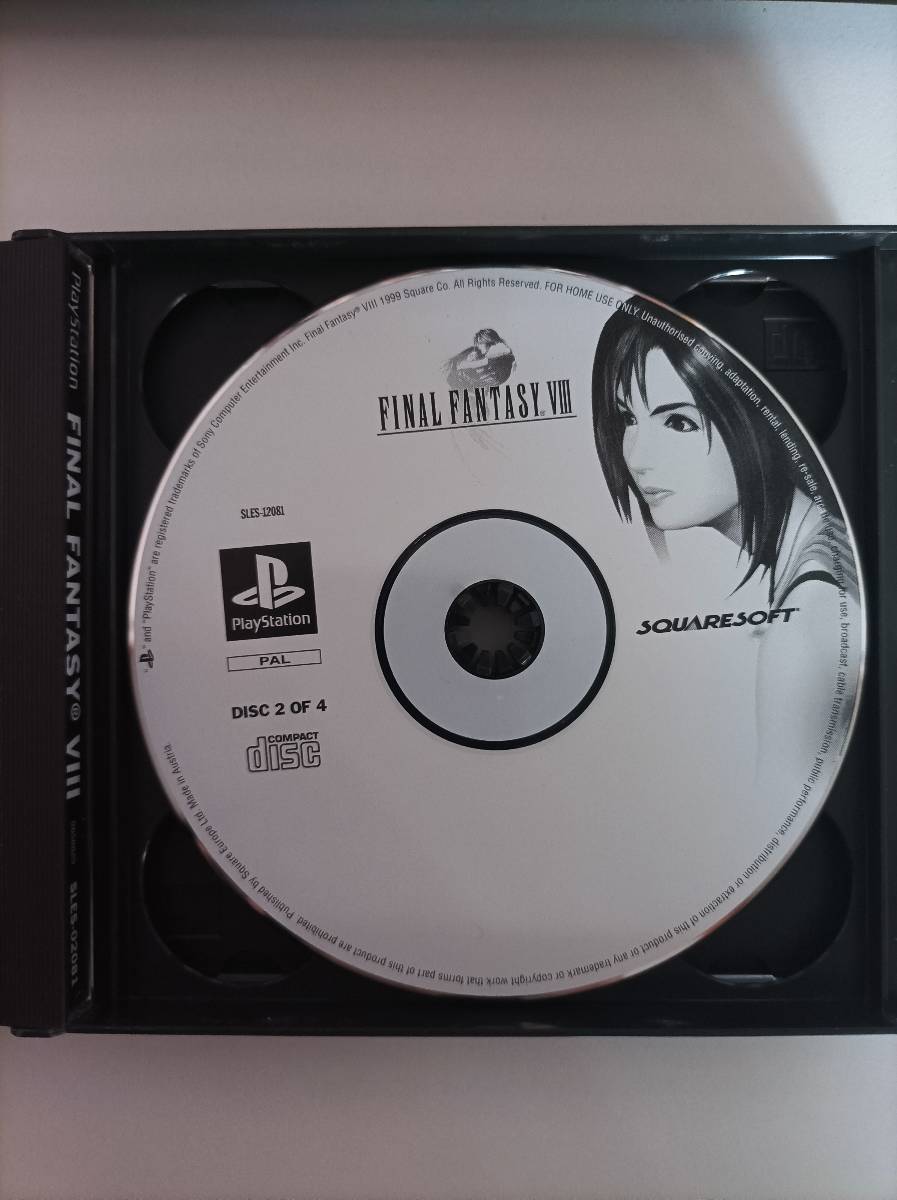 PlayStation FINAL FANTASY® VIII SLES-02081
" and "PlayStation" are registered trademarks of Sony Computer Entertainment Inc. Final Fantasy® VIII 1999 Square Co. All Rights Reserved. FOR HOME USE ONLY. Unauthorised copying, adaptation, rental, lending, re-sale, charging for use, broadcast, cable transmission, public performance, distribution or extraction of this product or any trademark or copyright work that forms part of this product are prohibited. Published by Square Europe Ltd. Made in Austria.
FINAL FANTASY® VIII
SLES-12081
PlayStation
SQUARESOFT
PAL
DISC 2 OF 4
COMPACT
disc